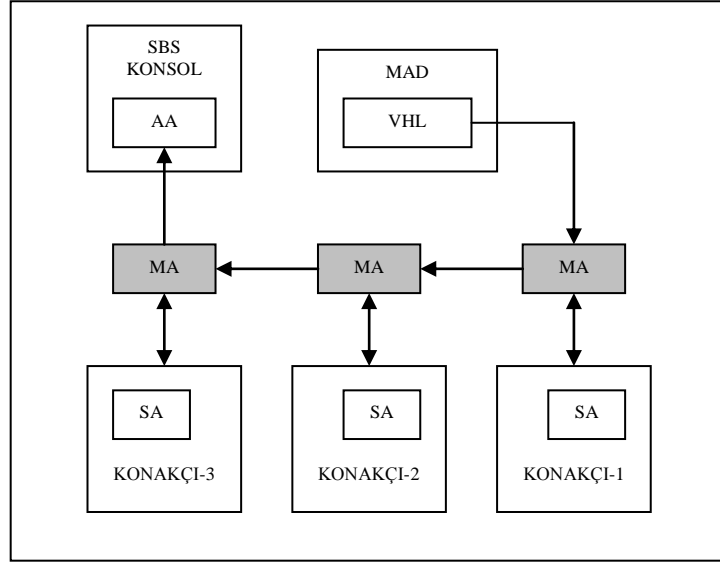 SBS
KONSOL
AA
MAD
VHL
MA
MA
MA
SA
SA
SA
KONAKÇI-3
KONAKÇI-2
KONAKÇI-1